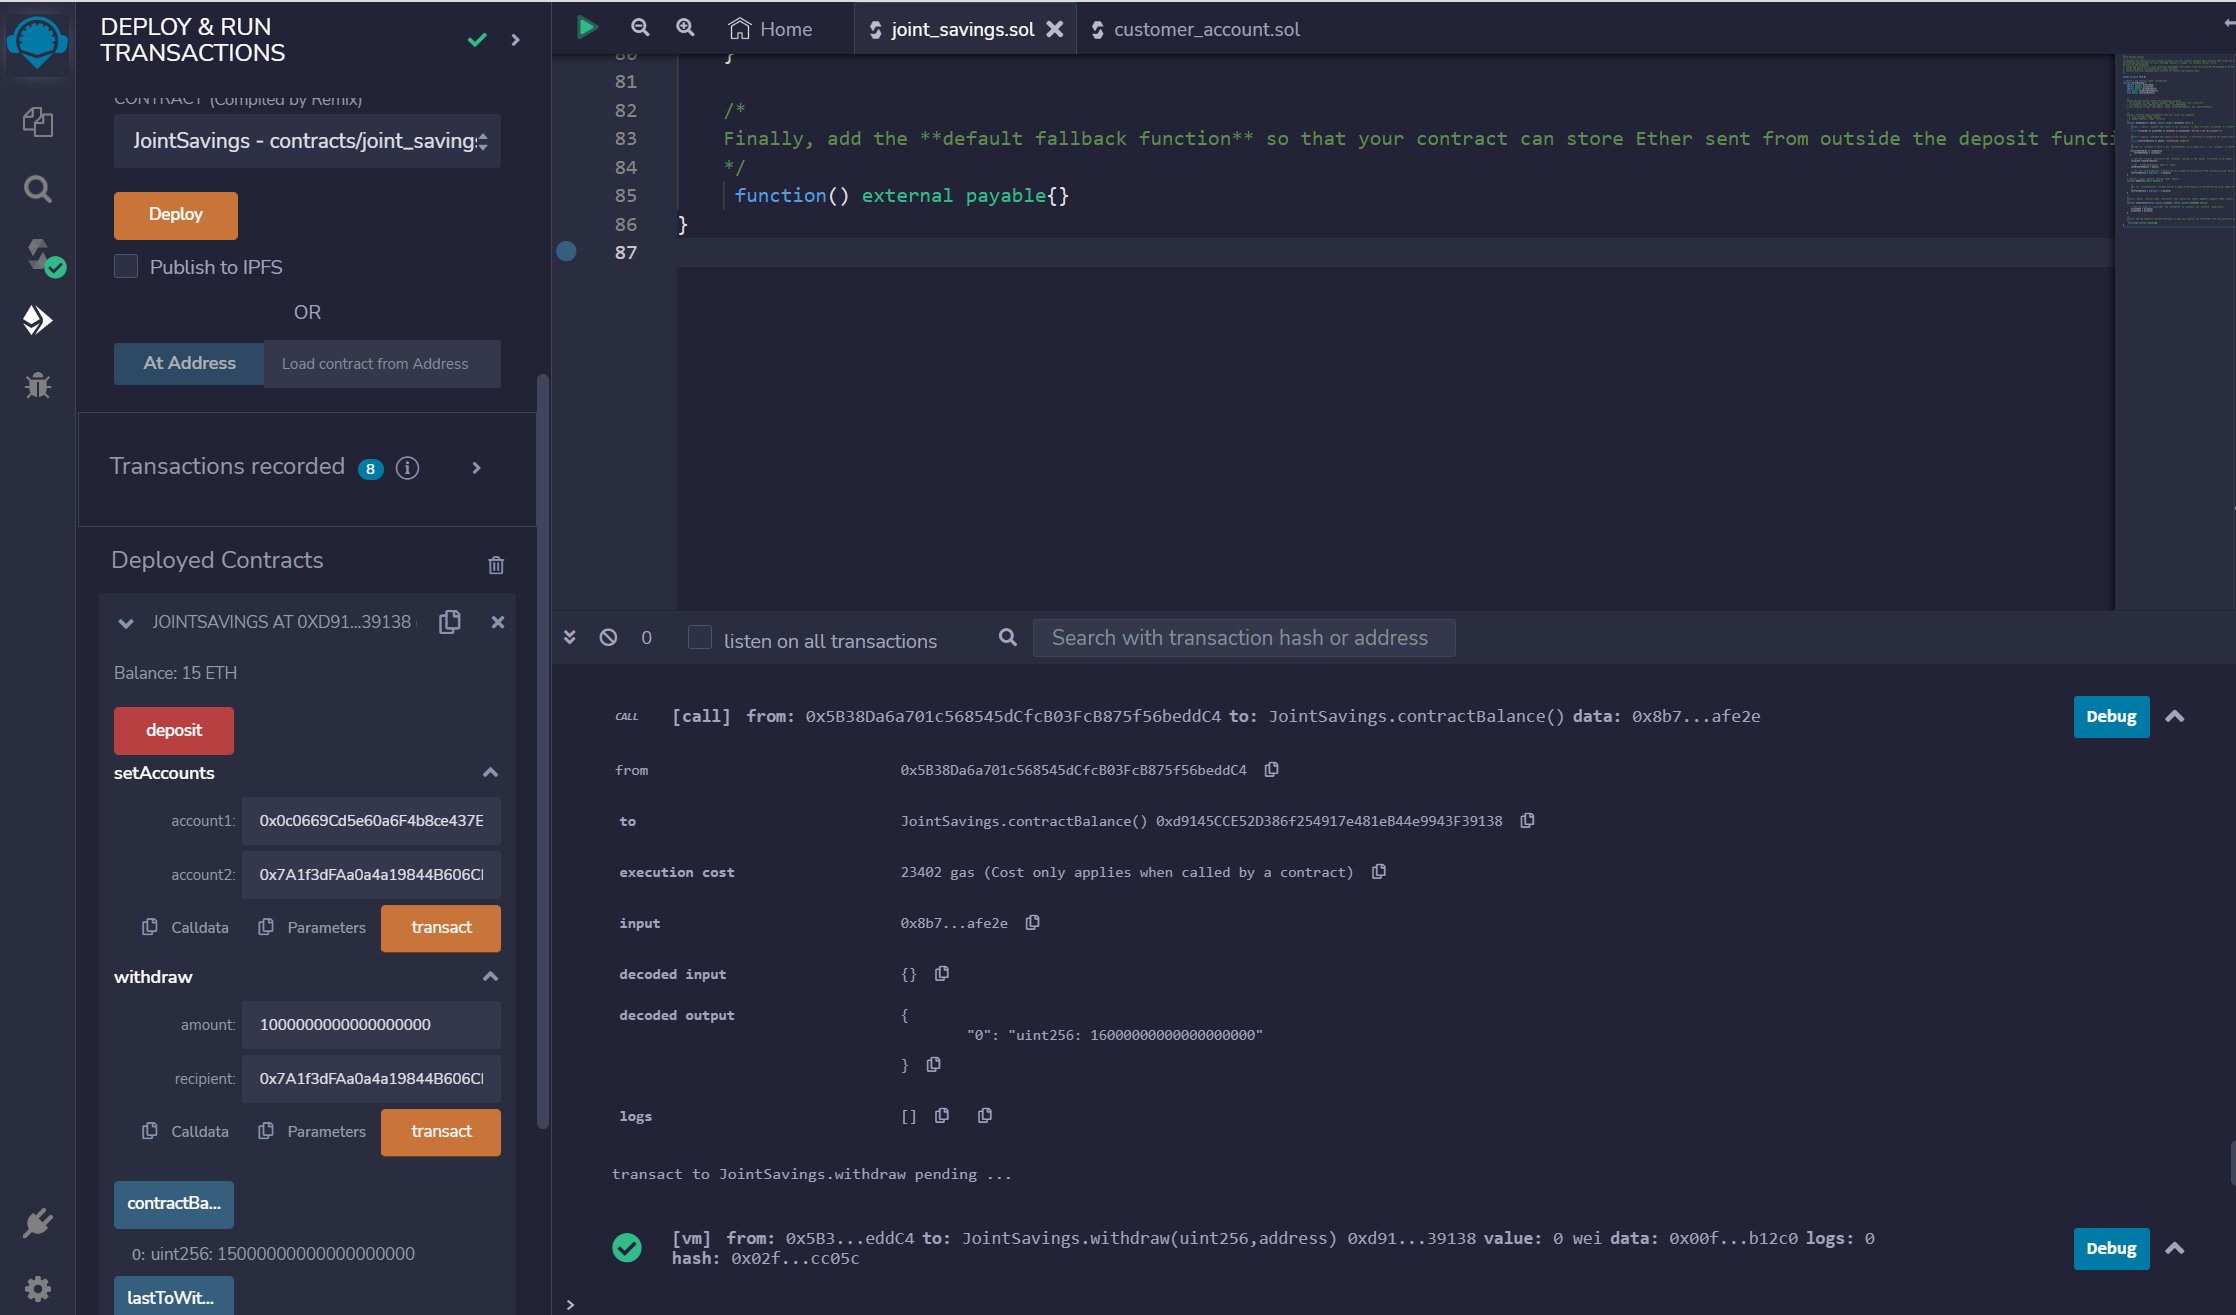 DEPLOY & RUN
TRANSACTIONS
CONTRACT (Compiled by Remix)
JointSavings - contracts/joint_saving
Deploy
Publish to IPFS
OR
At Address
Load contract from Address
Transactions recorded 8 i
Deployed Contracts
JOINTSAVINGS AT 0XD91...39138
Balance: 15 ETH
deposit
setAccounts
account1: 0x0c0669Cd5e60a6F4b8ce437E
account2: 0x7A1f3dFAa0a4a19844B606C
Calldata Parameters transact
withdraw
amount: 1000000000000000000
recipient: 0x7A1f3dFAa0a4a19844B606C
Calldata Parameters transact
contractBa...
0: uint256: 15000000000000000000
lastToWit...
Home joint_savings.sol customer_account.sol
80 }
81
82 /*
83 Finally, add the **default fallback function** so that your contract can store Ether sent from outside the deposit functi
84 */
85 function() external payable{}
86 }
87
0 listen on all transactions Search with transaction hash or address
CALL [call] from: 0x5B38Da6a701c568545dCfcB03FcB875f56beddC4 to: JointSavings.contractBalance() data: 0x8b7...afe2e Debug
from 0x5B38Da6a701c568545dCfcB03FcB875f56beddC4
to JointSavings.contractBalance() 0xd9145CCE52D386f254917e481eB44e9943F39138
execution cost 23402 gas (Cost only applies when called by a contract)
input 0x8b7...afe2e
decoded input {}
decoded output {
"0": "uint256: 16000000000000000000"
}
logs []
transact to JointSavings.withdraw pending ...
[vm] from: 0x5B3...eddC4 to: JointSavings.withdraw(uint256,address) 0xd91...39138 value: 0 wei data: 0x00f...b12c0 logs: 0 Debug
hash: 0x02f...cc05c
>